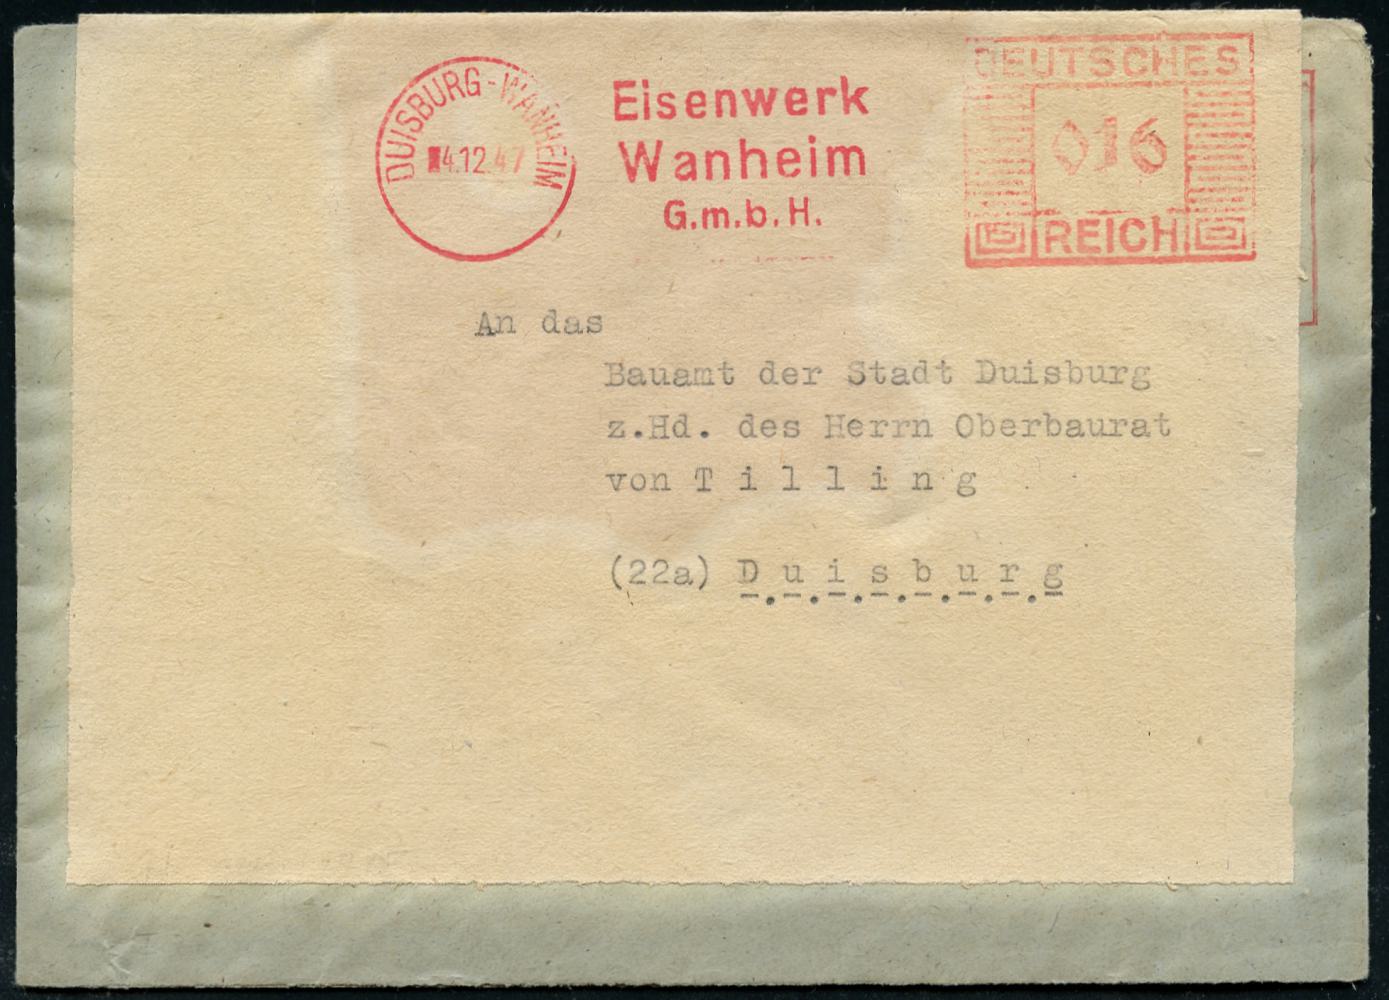 DUISBURG-WANHEIM
4.12.47
Eisenwerk
Wanheim
G.m.b.H.
DEUTSCHES
016
REICH
An das
Bauamt der Stadt Duisburg
z.Hd. des Herrn Oberbaurat
von T i l l i n g
(22a) D u i s b u r g